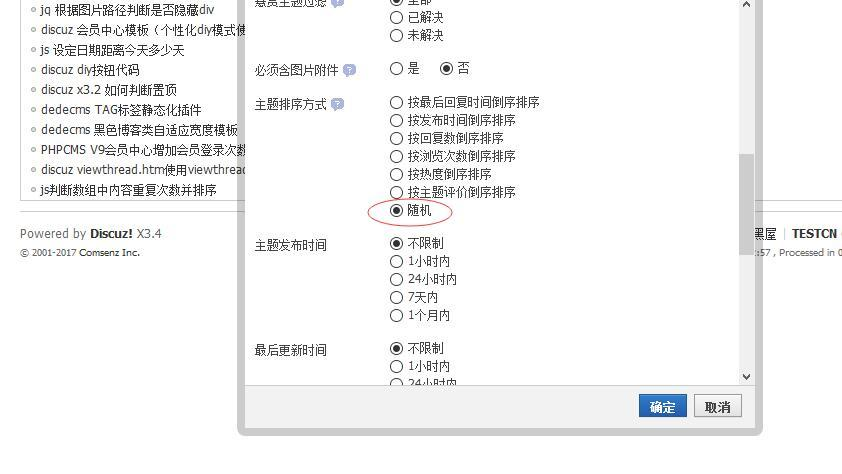 jq 根据图片路径判断是否隐藏div
discuz 会员中心模板（个性化diy模式使
js 设定日期距离今天多少天
discuz diy按钮代码
discuz x3.2 如何判断置顶
dedecms TAG标签静态化插件
dedecms 黑色博客类自适应宽度模板
PHPCMS V9会员中心增加会员登录次数
discuz viewthread.htm使用viewthread
js判断数组中内容重复次数并排序
Powered by Discuz! X3.4
© 2001-2017 Comsenz Inc.
悬赏主题过滤 ? 全部
已解决
未解决
必须含图片附件 ? 是 否
主题排序方式 ? 按最后回复时间倒序排序
按发布时间倒序排序
按回复数倒序排序
按浏览次数倒序排序
按热度倒序排序
按主题评价倒序排序
随机
主题发布时间 不限制
1小时内
24小时内
7天内
1个月内
最后更新时间 不限制
1小时内
24小时内
确定 取消
黑屋 | TESTCN
:57 , Processed in 0